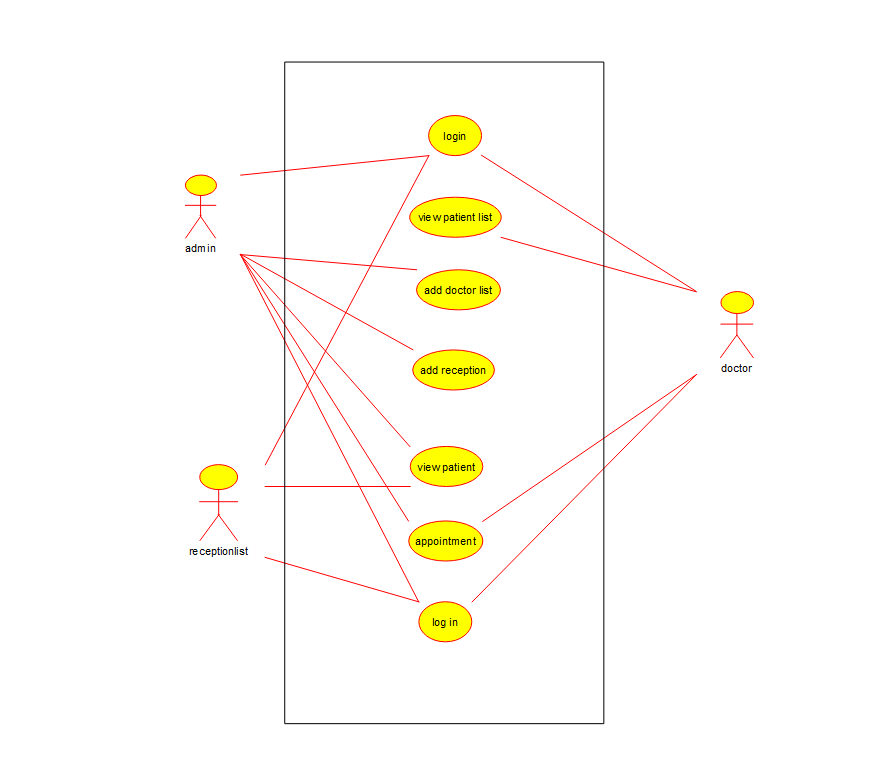 login
view patient list
admin
add doctor list
doctor
add reception
view patient
appointment
receptionlist
log in